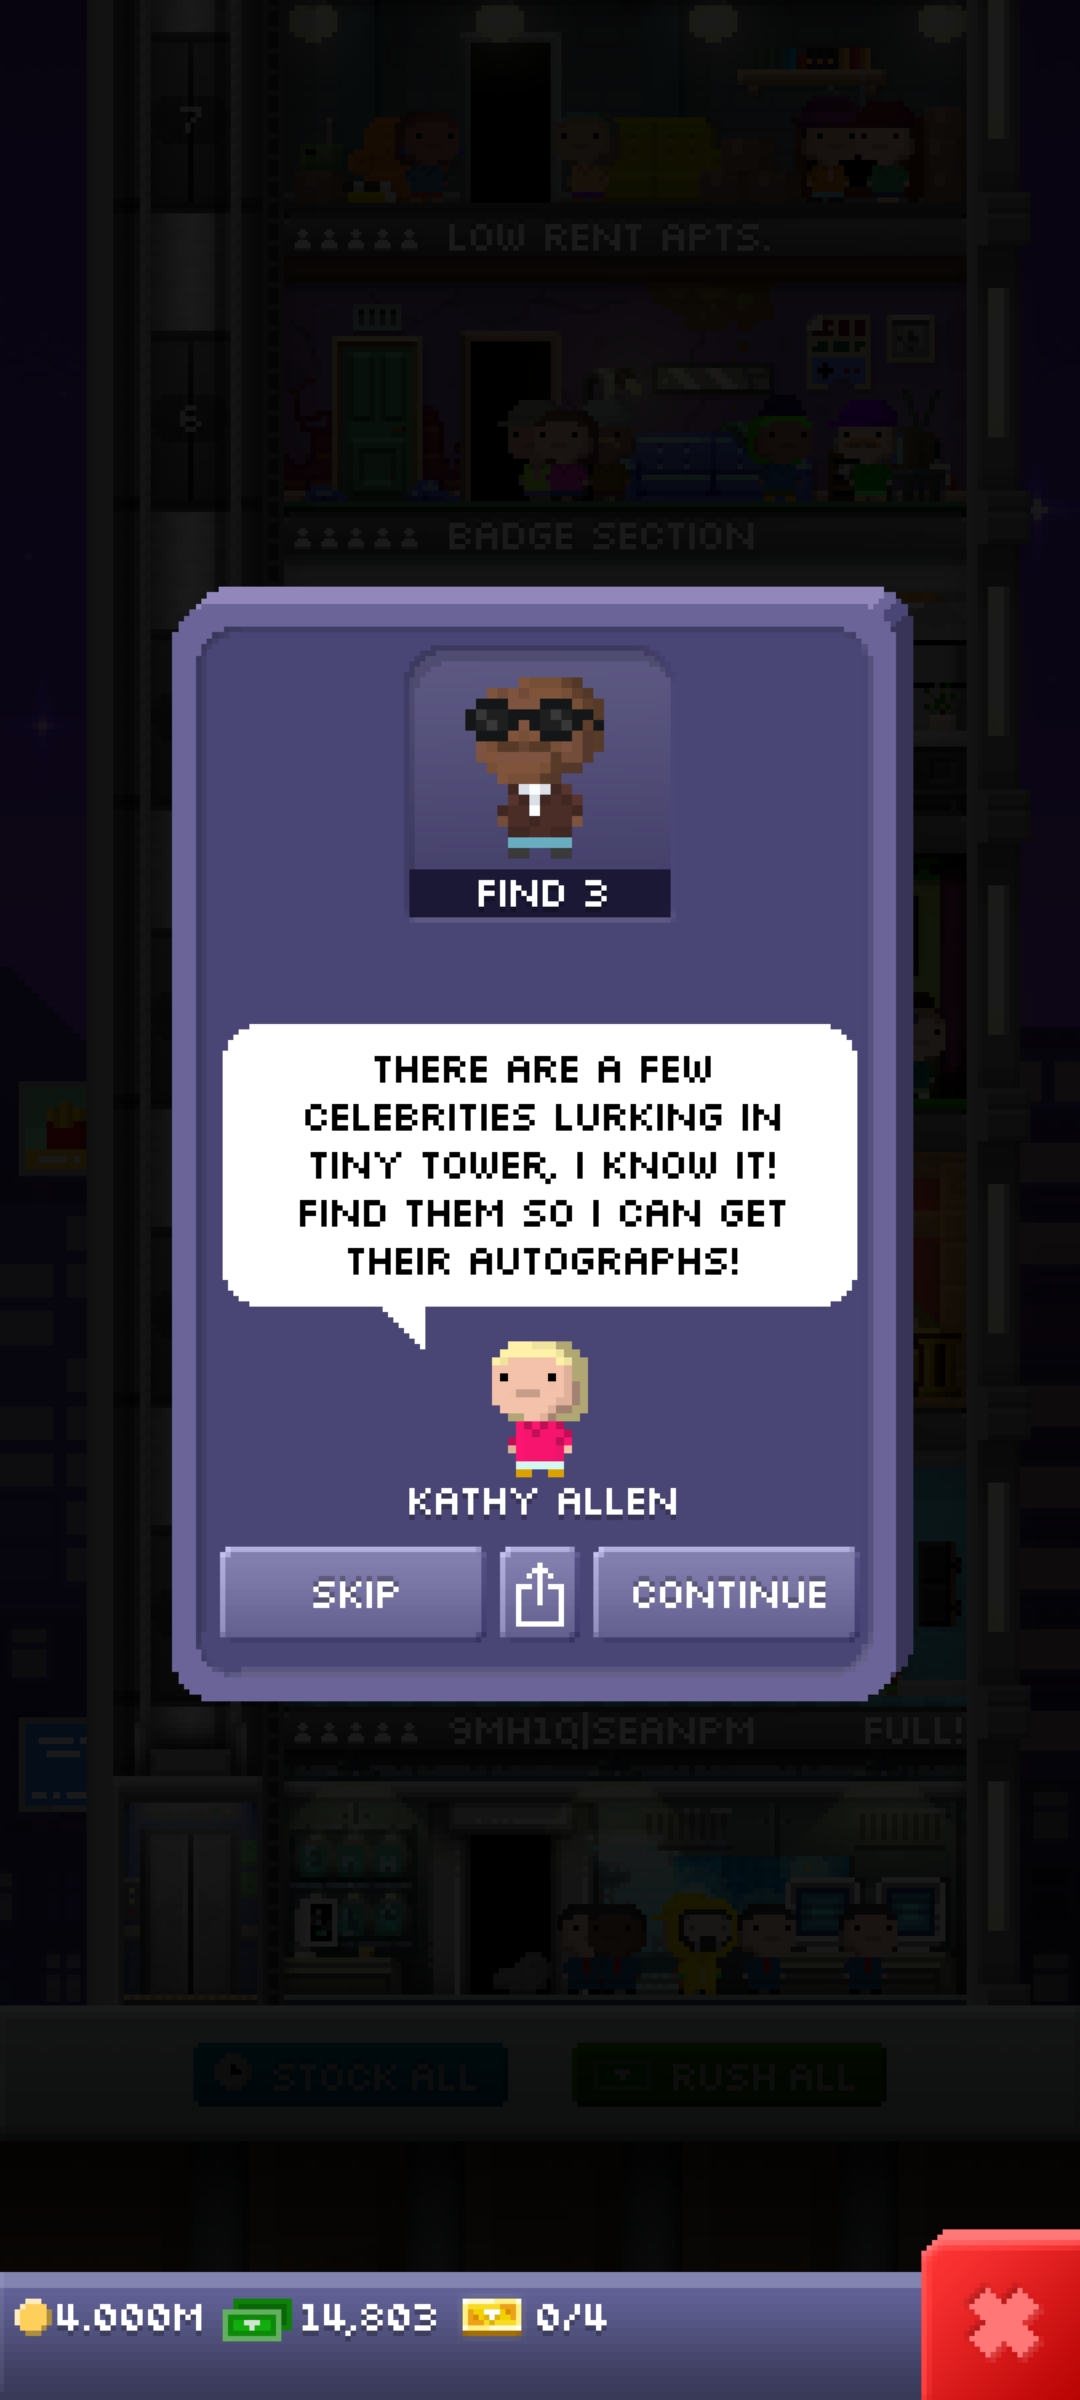 7
LOW RENT APTS.
6
BADGE SECTION
FIND 3
THERE ARE A FEW
CELEBRITIES LURKING IN
TINY TOWER, I KNOW IT!
FIND THEM SO I CAN GET
THEIR AUTOGRAPHS!
KATHY ALLEN
SKIP
CONTINUE
9MH1Q|SEANPM FULL!
STOCK ALL
RUSH ALL
4.000M 14,803 0/4